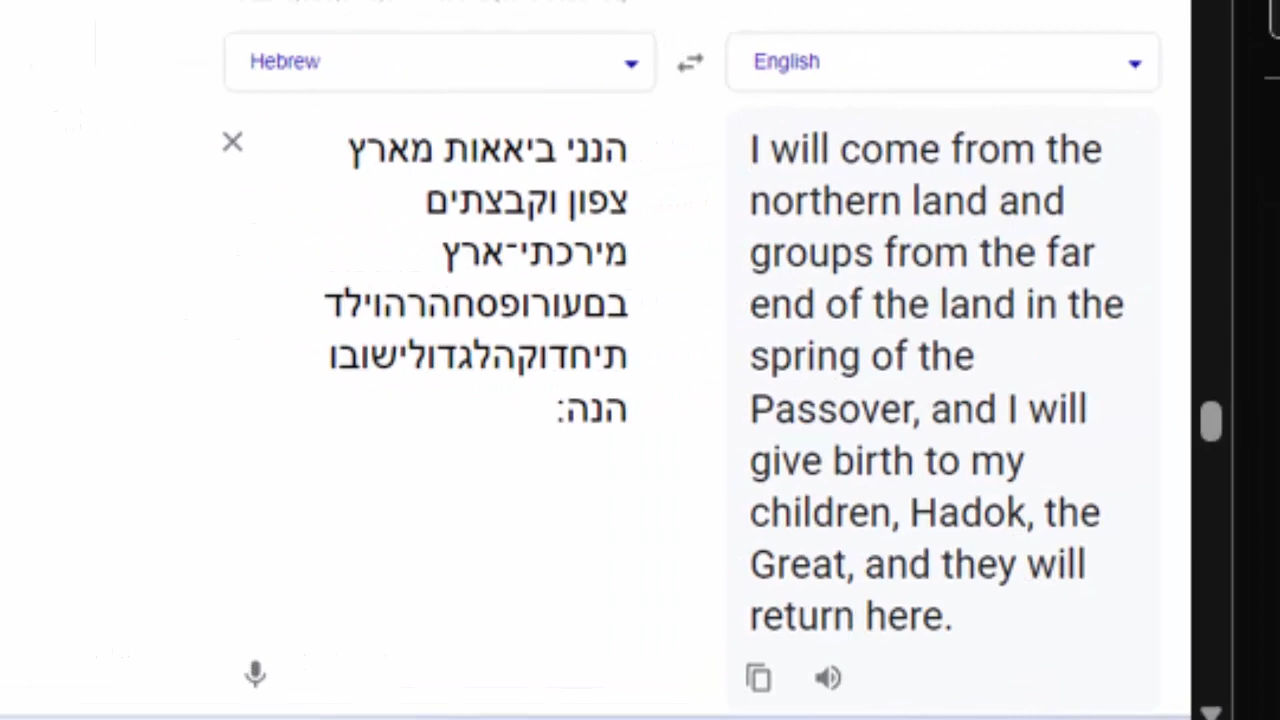 Hebrew
English
הנני ביאאות מארץ
צפון וקבצתים
מירכתי־ארץ
בםעורופסחהרהוילד
תיחדוקהלגדולישובו
הנה:
I will come from the
northern land and
groups from the far
end of the land in the
spring of the
Passover, and I will
give birth to my
children, Hadok, the
Great, and they will
return here.